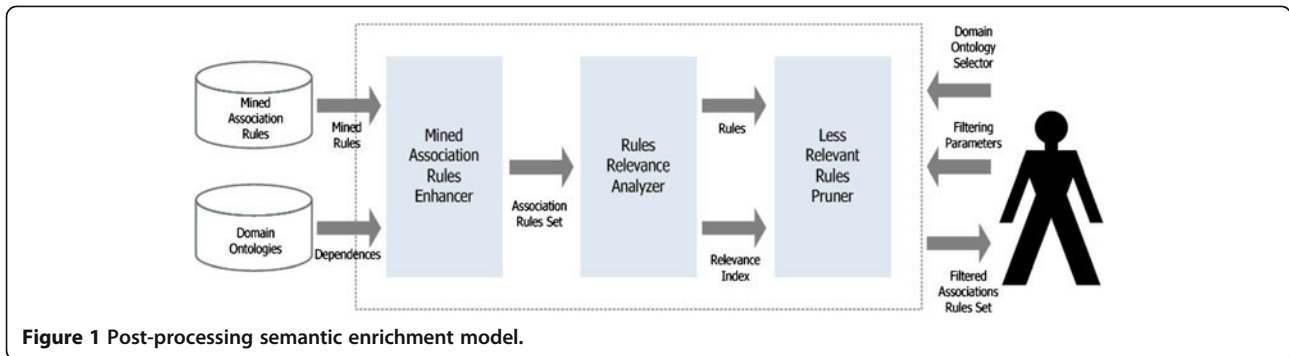 Mined
Association
Rules
Mined
Rules
Domain
Ontologies
Dependences
Mined
Association
Rules
Enhancer
Association
Rules Set
Rules
Relevance
Analyzer
Rules
Relevance
Index
Less
Relevant
Rules
Pruner
Domain
Ontology
Selector
Filtering
Parameters
Filtered
Associations
Rules Set
Figure 1 Post-processing semantic enrichment model.